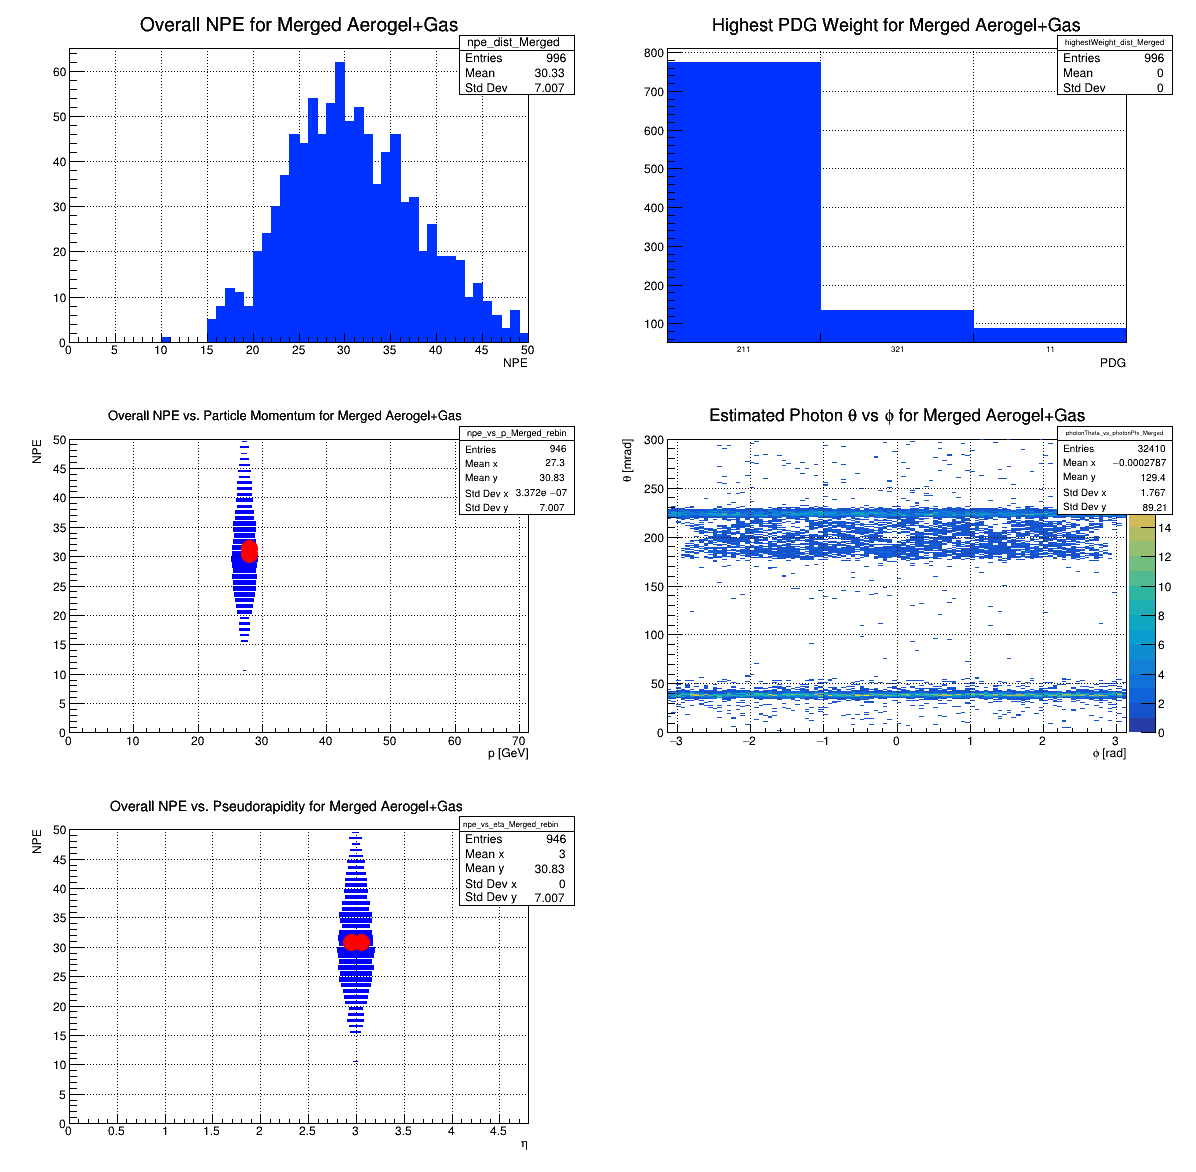 Overall NPE for Merged Aerogel+Gas
npe_dist_Merged
Entries 996
Mean 30.33
Std Dev 7.007
60
50
40
30
20
10
0
0 5 10 15 20 25 30 35 40 45 50
NPE
Highest PDG Weight for Merged Aerogel+Gas
highestWeight_dist_Merged
Entries 996
Mean 0
Std Dev 0
800
700
600
500
400
300
200
100
211 321 11
PDG
Overall NPE vs. Particle Momentum for Merged Aerogel+Gas
npe_vs_p_Merged_rebin
Entries 946
Mean x 27.3
Mean y 30.83
Std Dev x 3.372e −07
Std Dev y 7.007
NPE
50
45
40
35
30
25
20
15
10
5
0
0 10 20 30 40 50 60 70
p [GeV]
Estimated Photon θ vs ϕ for Merged Aerogel+Gas
photonTheta_vs_photonPhi_Merged
Entries 32410
Mean x −0.0002787
Mean y 129.4
Std Dev x 1.767
Std Dev y 89.21
θ [mrad]
300
250
200
150
100
50
0
−3 −2 −1 0 1 2 3
ϕ [rad]
14
12
10
8
6
4
2
0
Overall NPE vs. Pseudorapidity for Merged Aerogel+Gas
npe_vs_eta_Merged_rebin
Entries 946
Mean x 3
Mean y 30.83
Std Dev x 0
Std Dev y 7.007
NPE
50
45
40
35
30
25
20
15
10
5
0
0 0.5 1 1.5 2 2.5 3 3.5 4 4.5
η